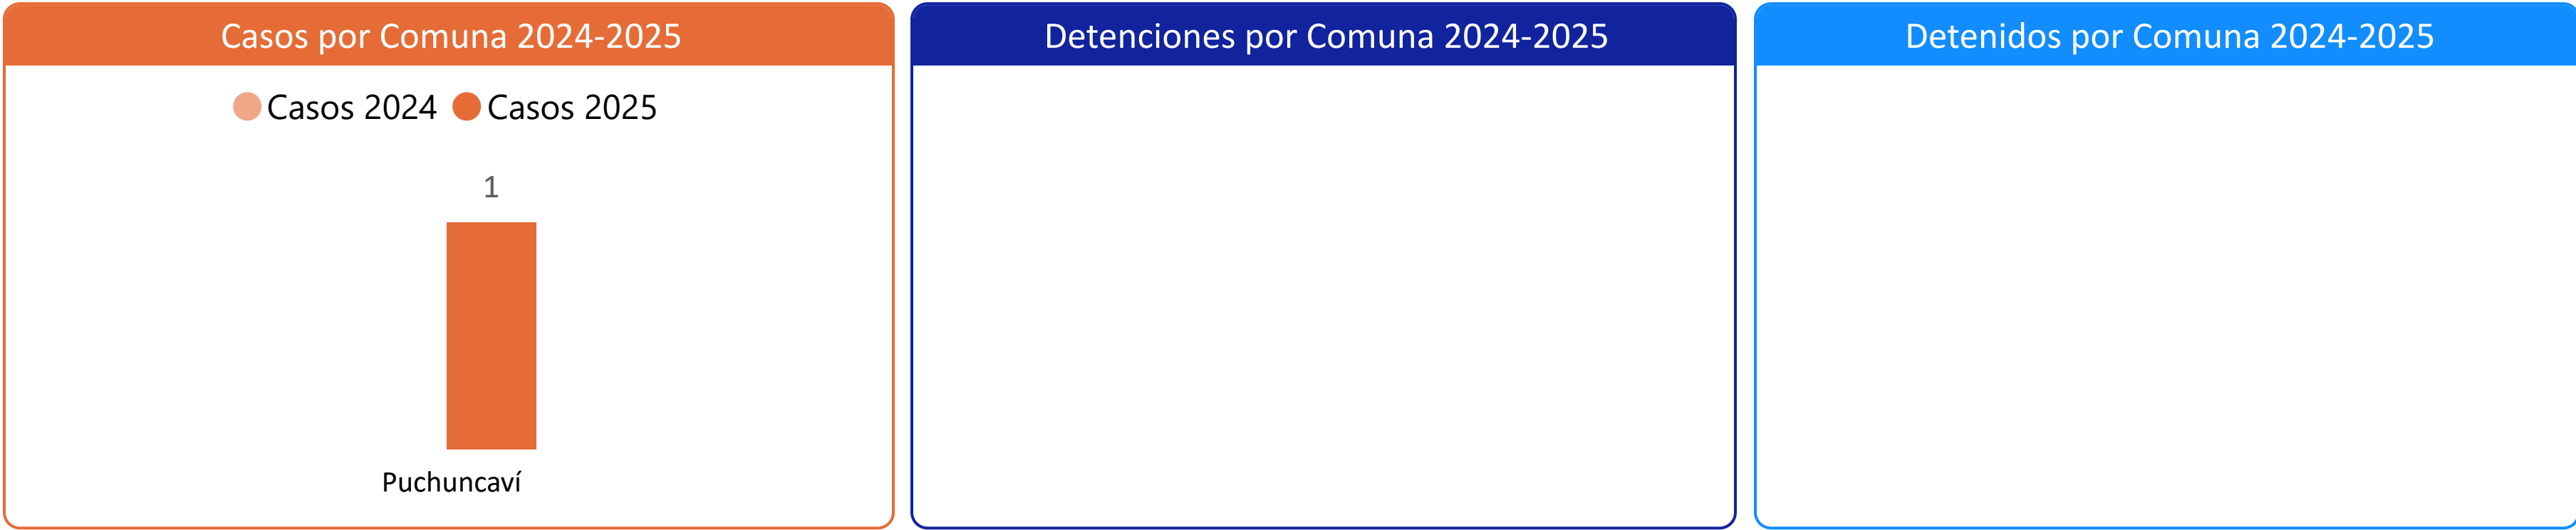 Casos por Comuna 2024-2025
Casos 2024 Casos 2025
1
Puchuncaví
Detenciones por Comuna 2024-2025
Detenidos por Comuna 2024-2025